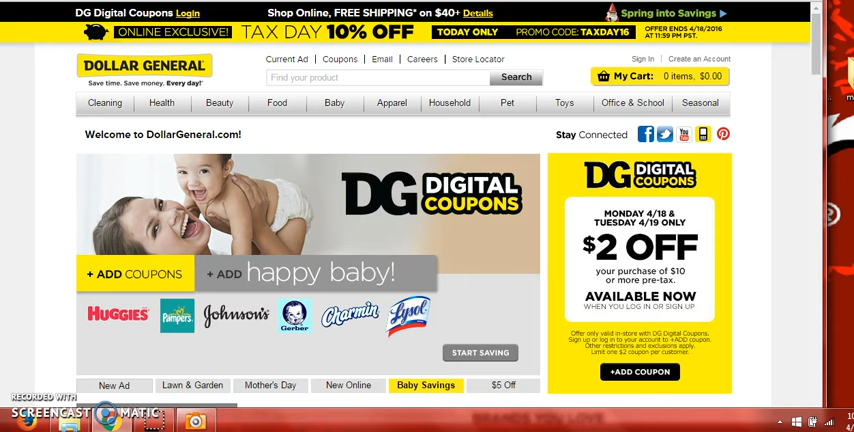 DG Digital Coupons Login
Shop Online, FREE SHIPPING* on $40+ Details
Spring into Savings
ONLINE EXCLUSIVE! TAX DAY 10% OFF
TODAY ONLY
PROMO CODE: TAXDAY16
OFFER ENDS 4/18/2016
AT 11:59 PM PST.
DOLLAR GENERAL
Save time. Save money. Every day!
Current Ad | Coupons | Email | Careers | Store Locator
Sign In | Create an Account
Find your product
Search
My Cart: 0 items, $0.00
Cleaning
Health
Beauty
Food
Baby
Apparel
Household
Pet
Toys
Office & School
Seasonal
Welcome to DollarGeneral.com!
Stay Connected
You
Tube
DG DIGITAL
COUPONS
+ ADD COUPONS
+ ADD happy baby!
HUGGIES
Pampers
Johnson's
Gerber
Charmin
Lysol
START SAVING
DG DIGITAL
COUPONS
MONDAY 4/18 &
TUESDAY 4/19 ONLY
$2 OFF
your purchase of $10
or more pre-tax.
AVAILABLE NOW
WHEN YOU LOG IN OR SIGN UP
Offer only valid in-store with DG Digital Coupons.
Sign up or log in to your account to +ADD coupon.
Other restrictions and exclusions apply.
Limit one $2 coupon per customer.
+ADD COUPON
New Ad
Lawn & Garden
Mother's Day
New Online
Baby Savings
$5 Off
RECORDED WITH
SCREENCAST MATIC
BRANDS YOU LOVE